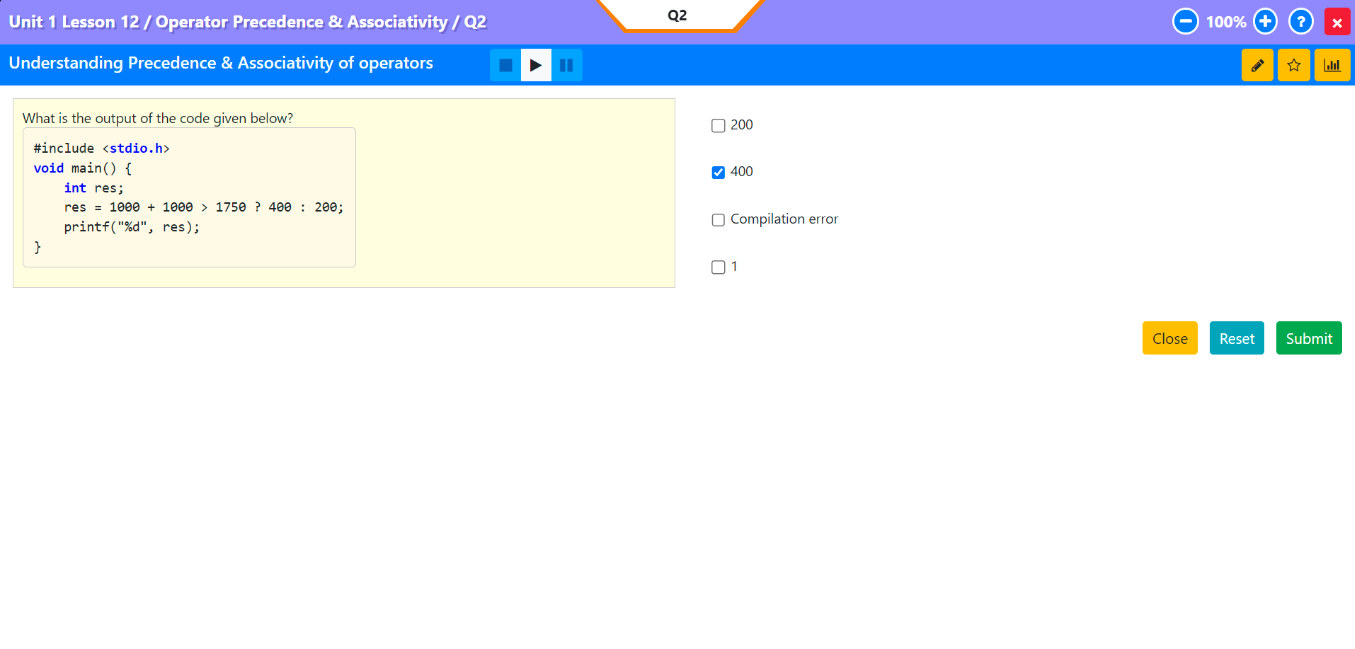 Unit 1 Lesson 12 / Operator Precedence & Associativity / Q2
Q2
100%
?
Understanding Precedence & Associativity of operators
What is the output of the code given below?
#include <stdio.h>
void main() {
    int res;
    res = 1000 + 1000 > 1750 ? 400 : 200;
    printf("%d", res);
}
200
400
Compilation error
1
Close
Reset
Submit